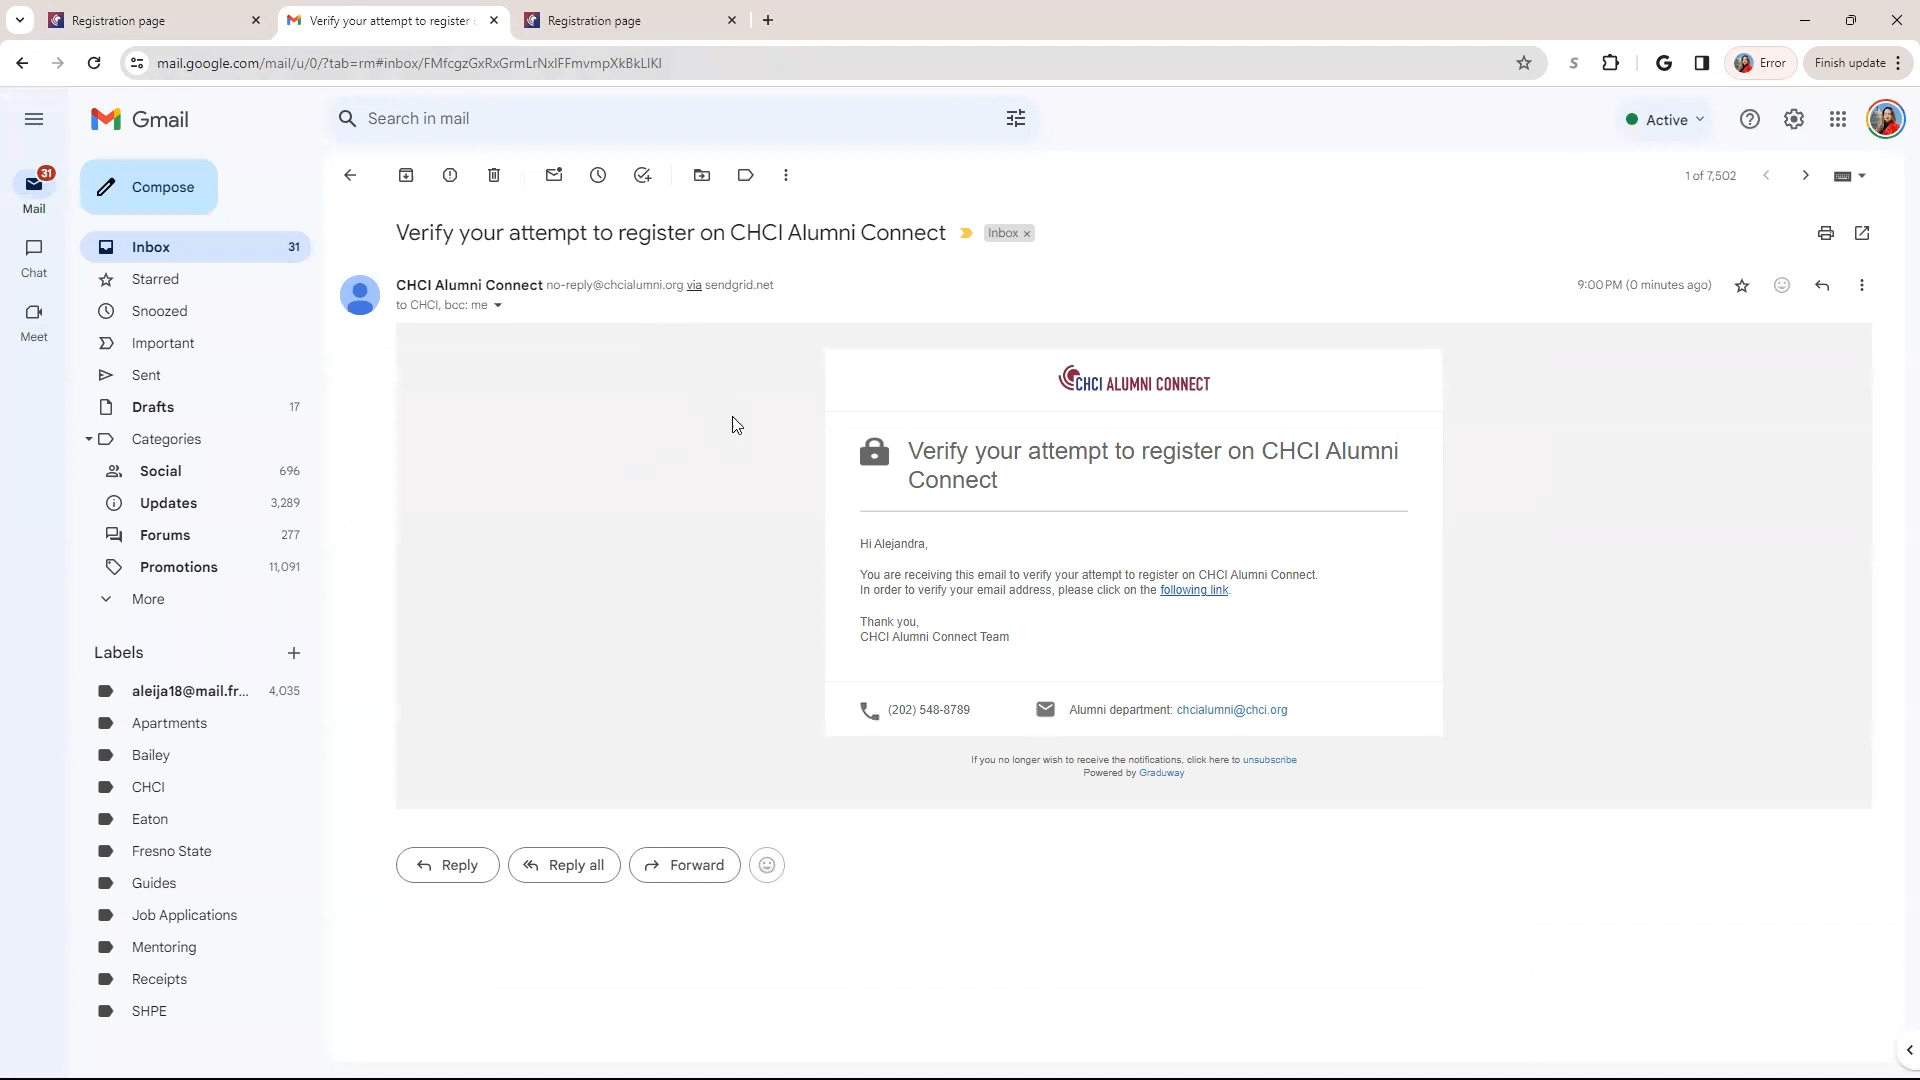 Registration page
Verify your attempt to register
Registration page
mail.google.com/mail/u/0/?tab=rm#inbox/FMfcgzGxRxGrmLrNxlFFmvmpXkBkLlKl
Error
Finish update
Gmail
Search in mail
Active
31
Mail
Chat
Meet
Compose
Inbox 31
Starred
Snoozed
Important
Sent
Drafts 17
Categories
Social 696
Updates 3,289
Forums 277
Promotions 11,091
More
Labels
aleija18@mail.fr... 4,035
Apartments
Bailey
CHCI
Eaton
Fresno State
Guides
Job Applications
Mentoring
Receipts
SHPE
1 of 7,502
Verify your attempt to register on CHCI Alumni Connect Inbox x
CHCI Alumni Connect no-reply@chcialumni.org via sendgrid.net
9:00 PM (0 minutes ago)
to CHCI, bcc: me
CHCI ALUMNI CONNECT
Verify your attempt to register on CHCI Alumni
Connect
Hi Alejandra,
You are receiving this email to verify your attempt to register on CHCI Alumni Connect.
In order to verify your email address, please click on the following link.
Thank you,
CHCI Alumni Connect Team
(202) 548-8789 Alumni department: chcialumni@chci.org
If you no longer wish to receive the notifications, click here to unsubscribe
Powered by Graduway
Reply
Reply all
Forward